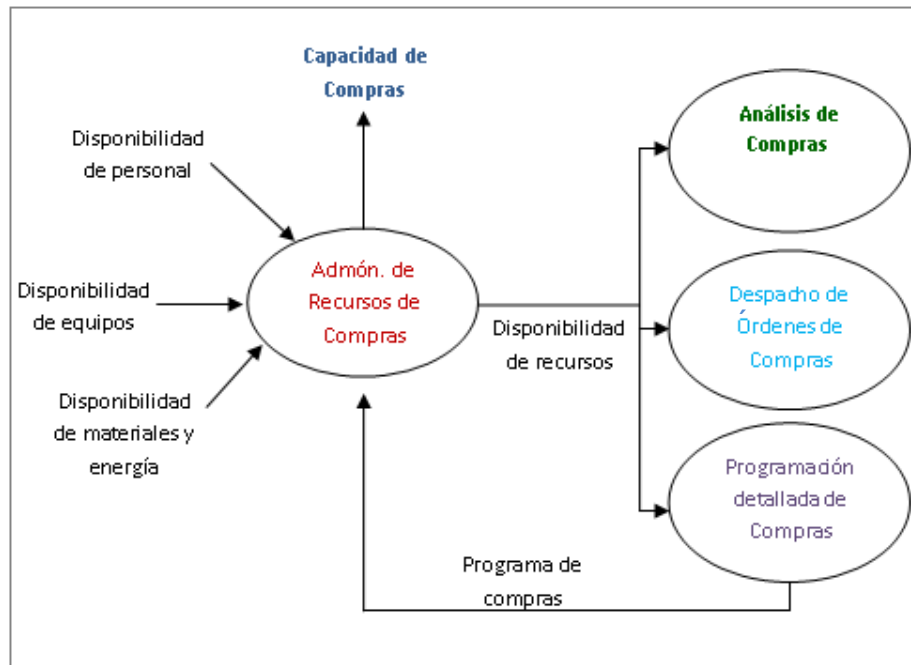 Capacidad de
Compras
Análisis de
Compras
Disponibilidad
de personal
Admón. de
Recursos de
Compras
Disponibilidad
de equipos
Despacho de
Órdenes de
Compras
Disponibilidad
de recursos
Disponibilidad
de materiales y
energía
Programación
detallada de
Compras
Programa de
compras